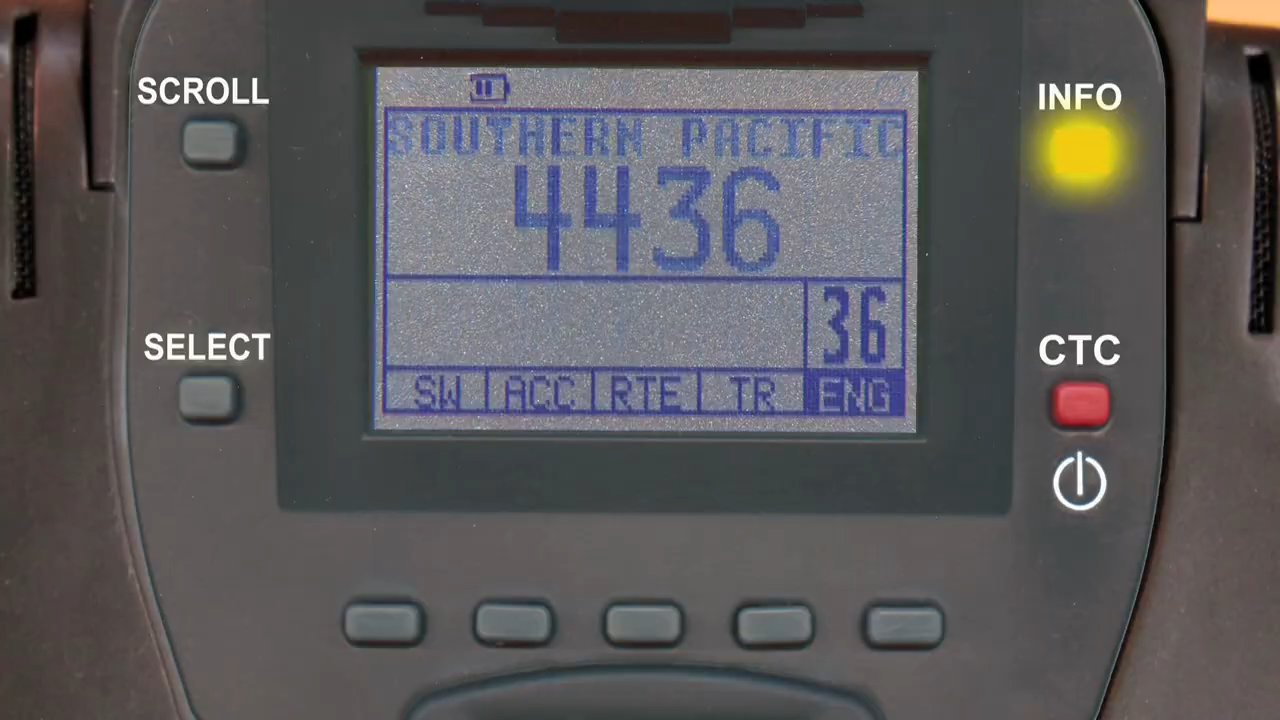 SCROLL
INFO
SOUTHERN PACIFIC
4436
SELECT
CTC
36
SW ACC RTE TR ENG